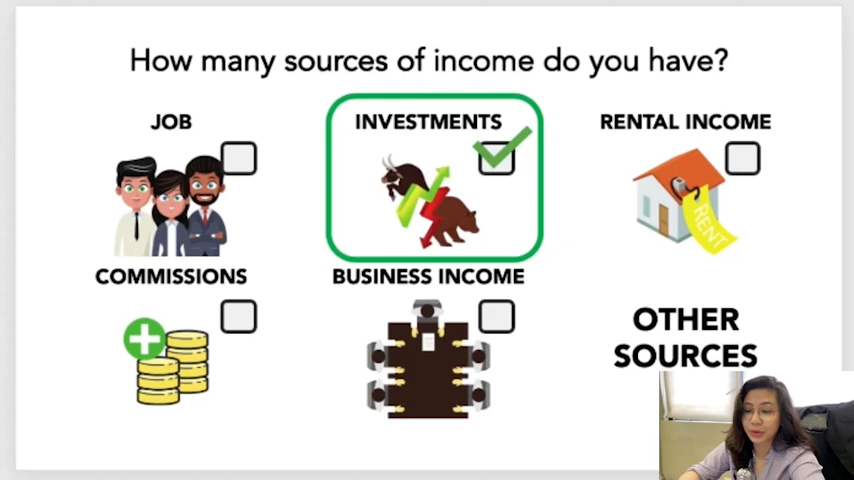 How many sources of income do you have?
JOB
INVESTMENTS
RENTAL INCOME
RENT
COMMISSIONS
BUSINESS INCOME
OTHER
SOURCES